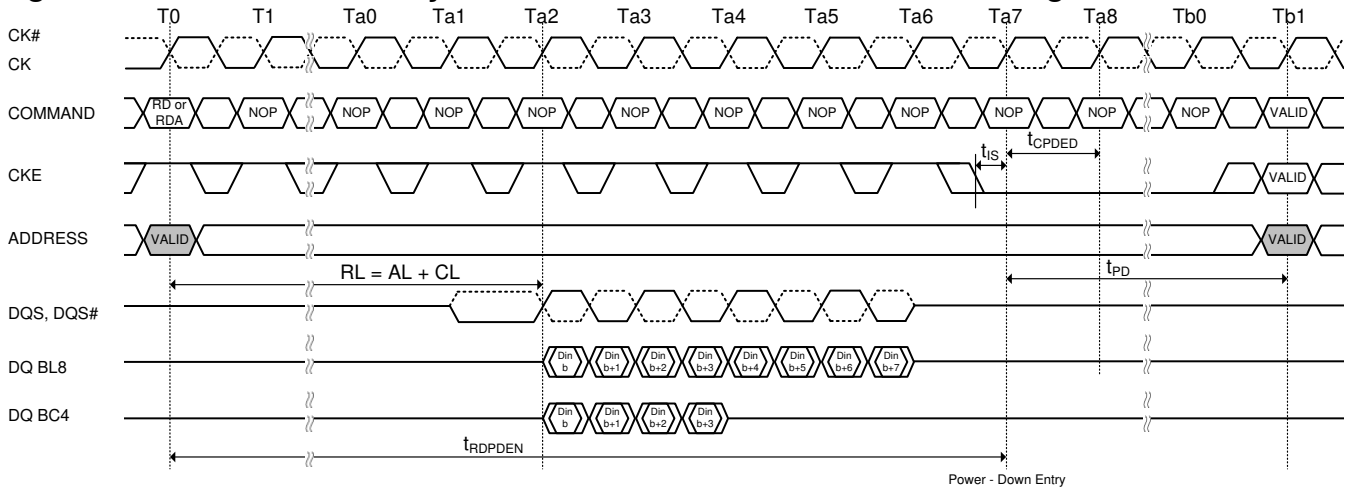 T0 T1 Ta0 Ta1 Ta2 Ta3 Ta4 Ta5 Ta6 Ta7 Ta8 Tb0 Tb1
CK#
CK
COMMAND RD or RDA NOP NOP NOP NOP NOP NOP NOP NOP NOP NOP NOP VALID
tIS tCPDED
CKE VALID
ADDRESS VALID VALID
RL = AL + CL tPD
DQS, DQS#
DQ BL8 Din b Din b+1 Din b+2 Din b+3 Din b+4 Din b+5 Din b+6 Din b+7
DQ BC4 Din b Din b+1 Din b+2 Din b+3
tRDPDEN
Power - Down Entry